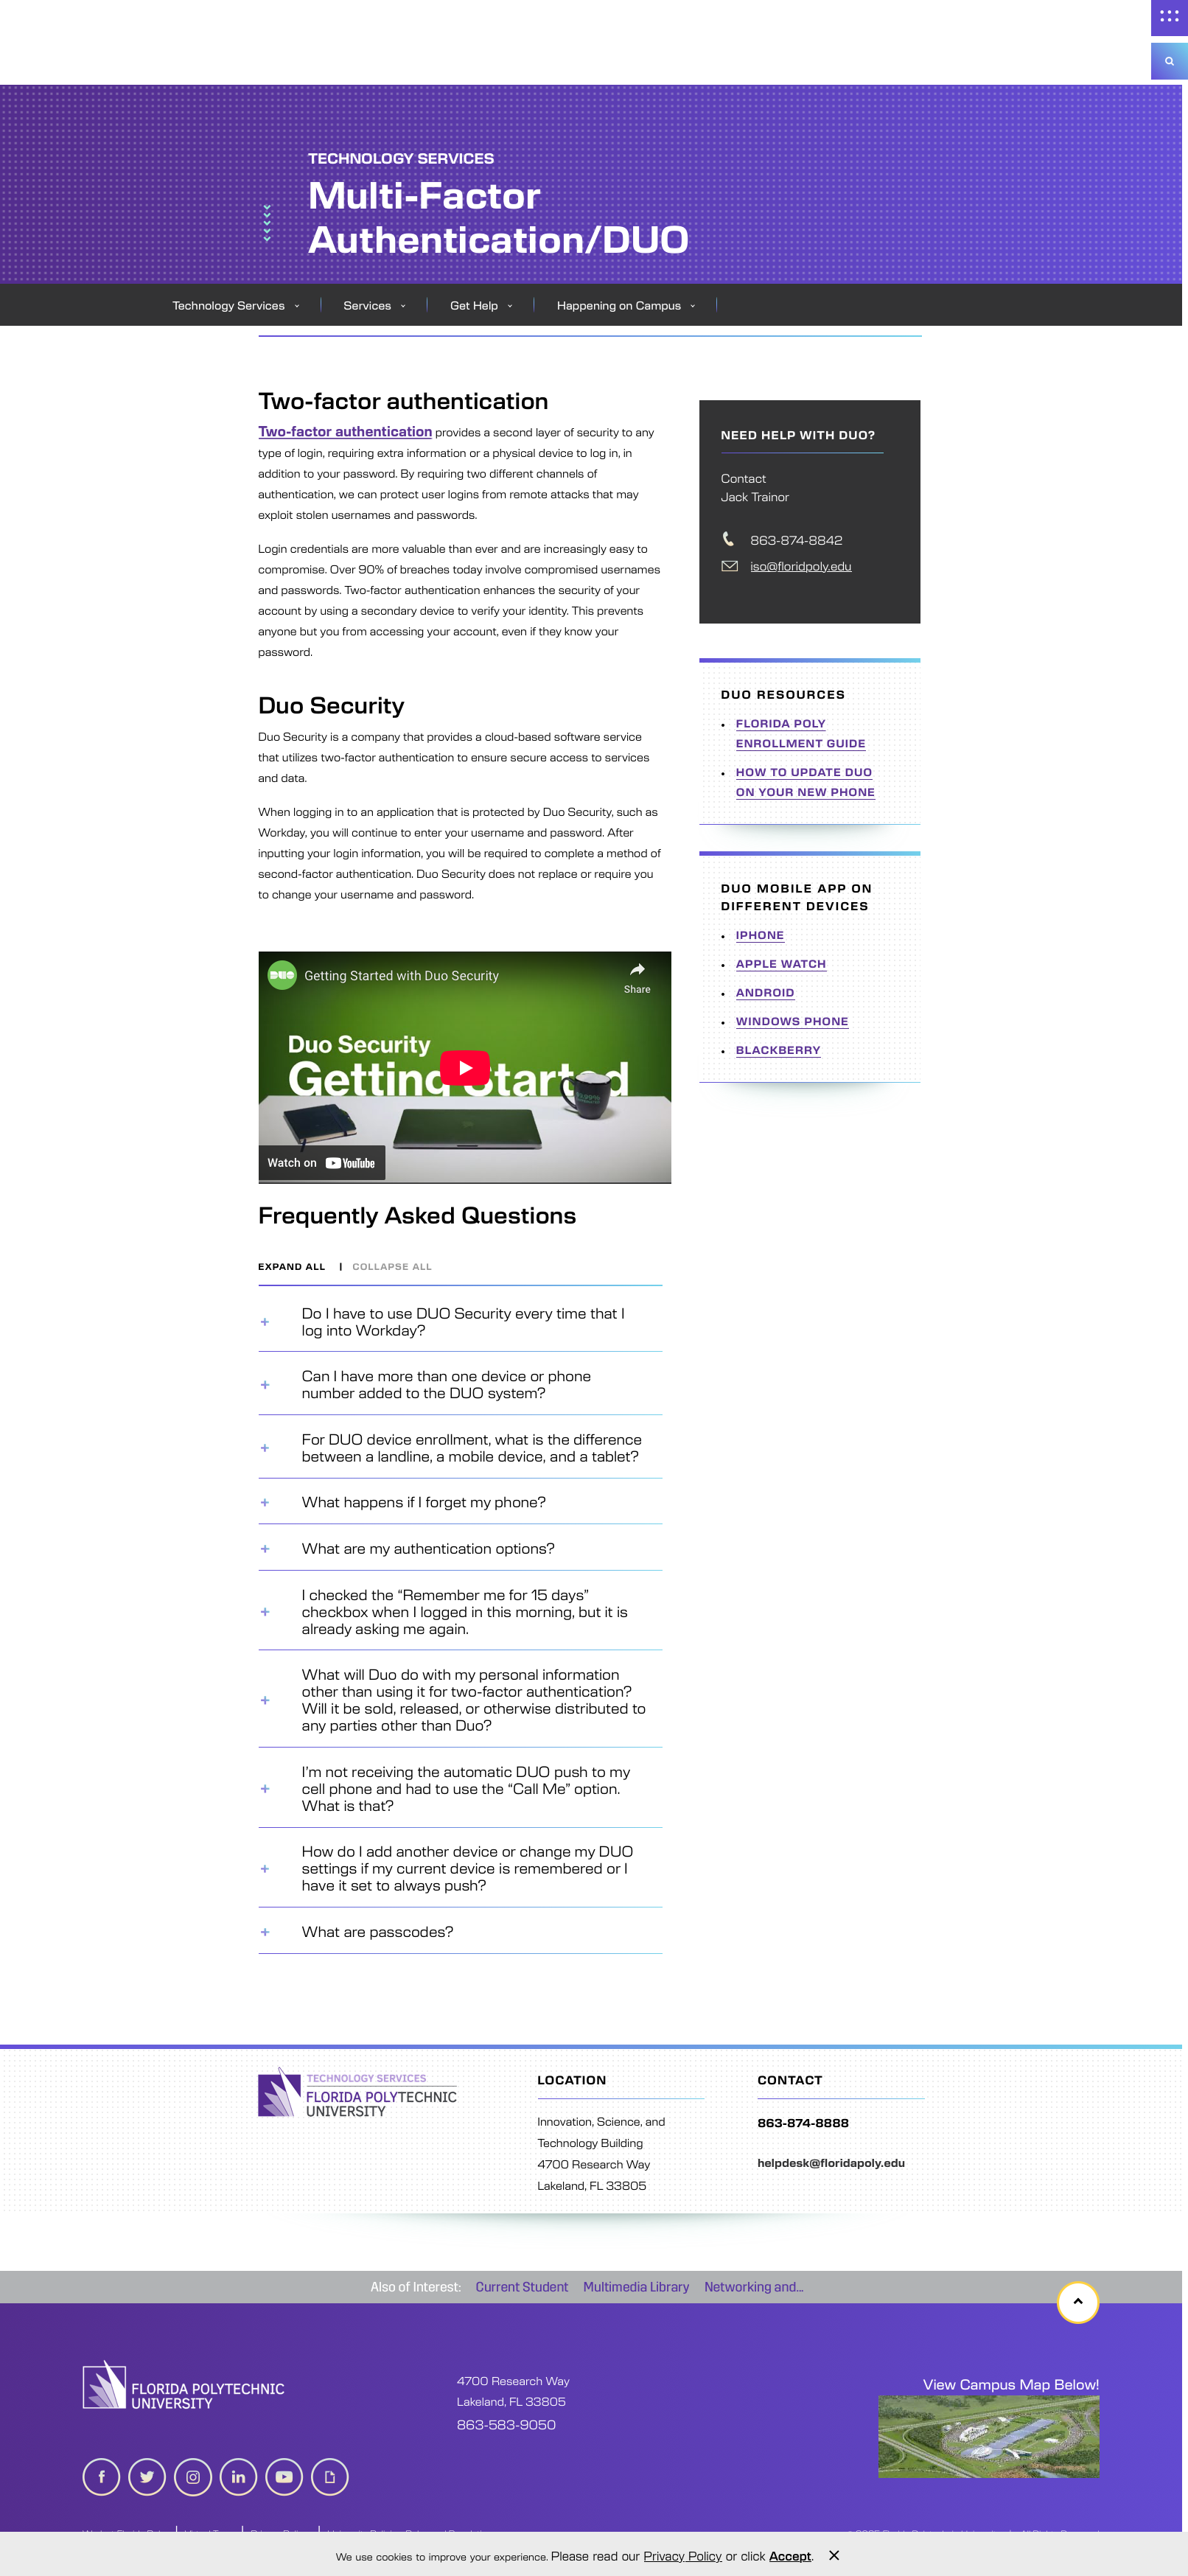 TECHNOLOGY SERVICES
Multi-Factor
Authentication/DUO
Technology Services
Services
Get Help
Happening on Campus
Two-factor authentication
Two-factor authentication provides a second layer of security to any
type of login, requiring extra information or a physical device to log in, in
addition to your password. By requiring two different channels of
authentication, we can protect user logins from remote attacks that may
exploit stolen usernames and passwords.
Login credentials are more valuable than ever and are increasingly easy to
compromise. Over 90% of breaches today involve compromised usernames
and passwords. Two-factor authentication enhances the security of your
account by using a secondary device to verify your identity. This prevents
anyone but you from accessing your account, even if they know your
password.
Duo Security
Duo Security is a company that provides a cloud-based software service
that utilizes two-factor authentication to ensure secure access to services
and data.
When logging in to an application that is protected by Duo Security, such as
Workday, you will continue to enter your username and password. After
inputting your login information, you will be required to complete a method of
second-factor authentication. Duo Security does not replace or require you
to change your username and password.
DUO
Getting Started with Duo Security
Share
Duo Security
Getting Started
Watch on YouTube
Frequently Asked Questions
EXPAND ALL | COLLAPSE ALL
Do I have to use DUO Security every time that I
log into Workday?
Can I have more than one device or phone
number added to the DUO system?
For DUO device enrollment, what is the difference
between a landline, a mobile device, and a tablet?
What happens if I forget my phone?
What are my authentication options?
I checked the “Remember me for 15 days”
checkbox when I logged in this morning, but it is
already asking me again.
What will Duo do with my personal information
other than using it for two-factor authentication?
Will it be sold, released, or otherwise distributed to
any parties other than Duo?
I’m not receiving the automatic DUO push to my
cell phone and had to use the “Call Me” option.
What is that?
How do I add another device or change my DUO
settings if my current device is remembered or I
have it set to always push?
What are passcodes?
NEED HELP WITH DUO?
Contact
Jack Trainor
863-874-8842
iso@floridpoly.edu
DUO RESOURCES
FLORIDA POLY
ENROLLMENT GUIDE
HOW TO UPDATE DUO
ON YOUR NEW PHONE
DUO MOBILE APP ON
DIFFERENT DEVICES
IPHONE
APPLE WATCH
ANDROID
WINDOWS PHONE
BLACKBERRY
TECHNOLOGY SERVICES
FLORIDA POLYTECHNIC
UNIVERSITY
LOCATION
Innovation, Science, and
Technology Building
4700 Research Way
Lakeland, FL 33805
CONTACT
863-874-8888
helpdesk@floridapoly.edu
Also of Interest: Current Student Multimedia Library Networking and...
FLORIDA POLYTECHNIC
UNIVERSITY
4700 Research Way
Lakeland, FL 33805
863-583-9050
View Campus Map Below!
We use cookies to improve your experience. Please read our Privacy Policy or click Accept.